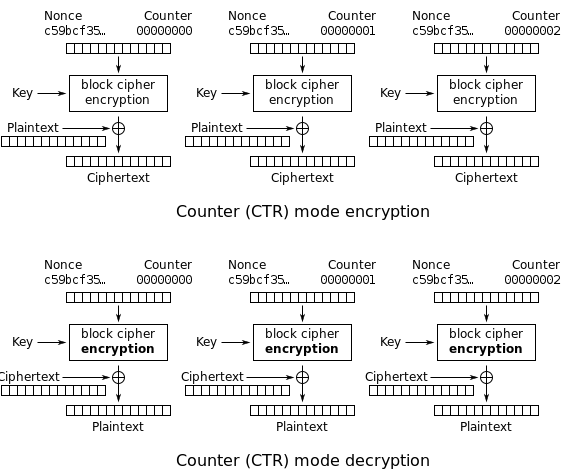 Nonce Counter Nonce Counter Nonce Counter
c59bcf35… 00000000 c59bcf35… 00000001 c59bcf35… 00000002
Key block cipher encryption Key block cipher encryption Key block cipher encryption
Plaintext Plaintext Plaintext
Ciphertext Ciphertext Ciphertext
Counter (CTR) mode encryption
Nonce Counter Nonce Counter Nonce Counter
c59bcf35… 00000000 c59bcf35… 00000001 c59bcf35… 00000002
Key block cipher encryption Key block cipher encryption Key block cipher encryption
Ciphertext Ciphertext Ciphertext
Plaintext Plaintext Plaintext
Counter (CTR) mode decryption